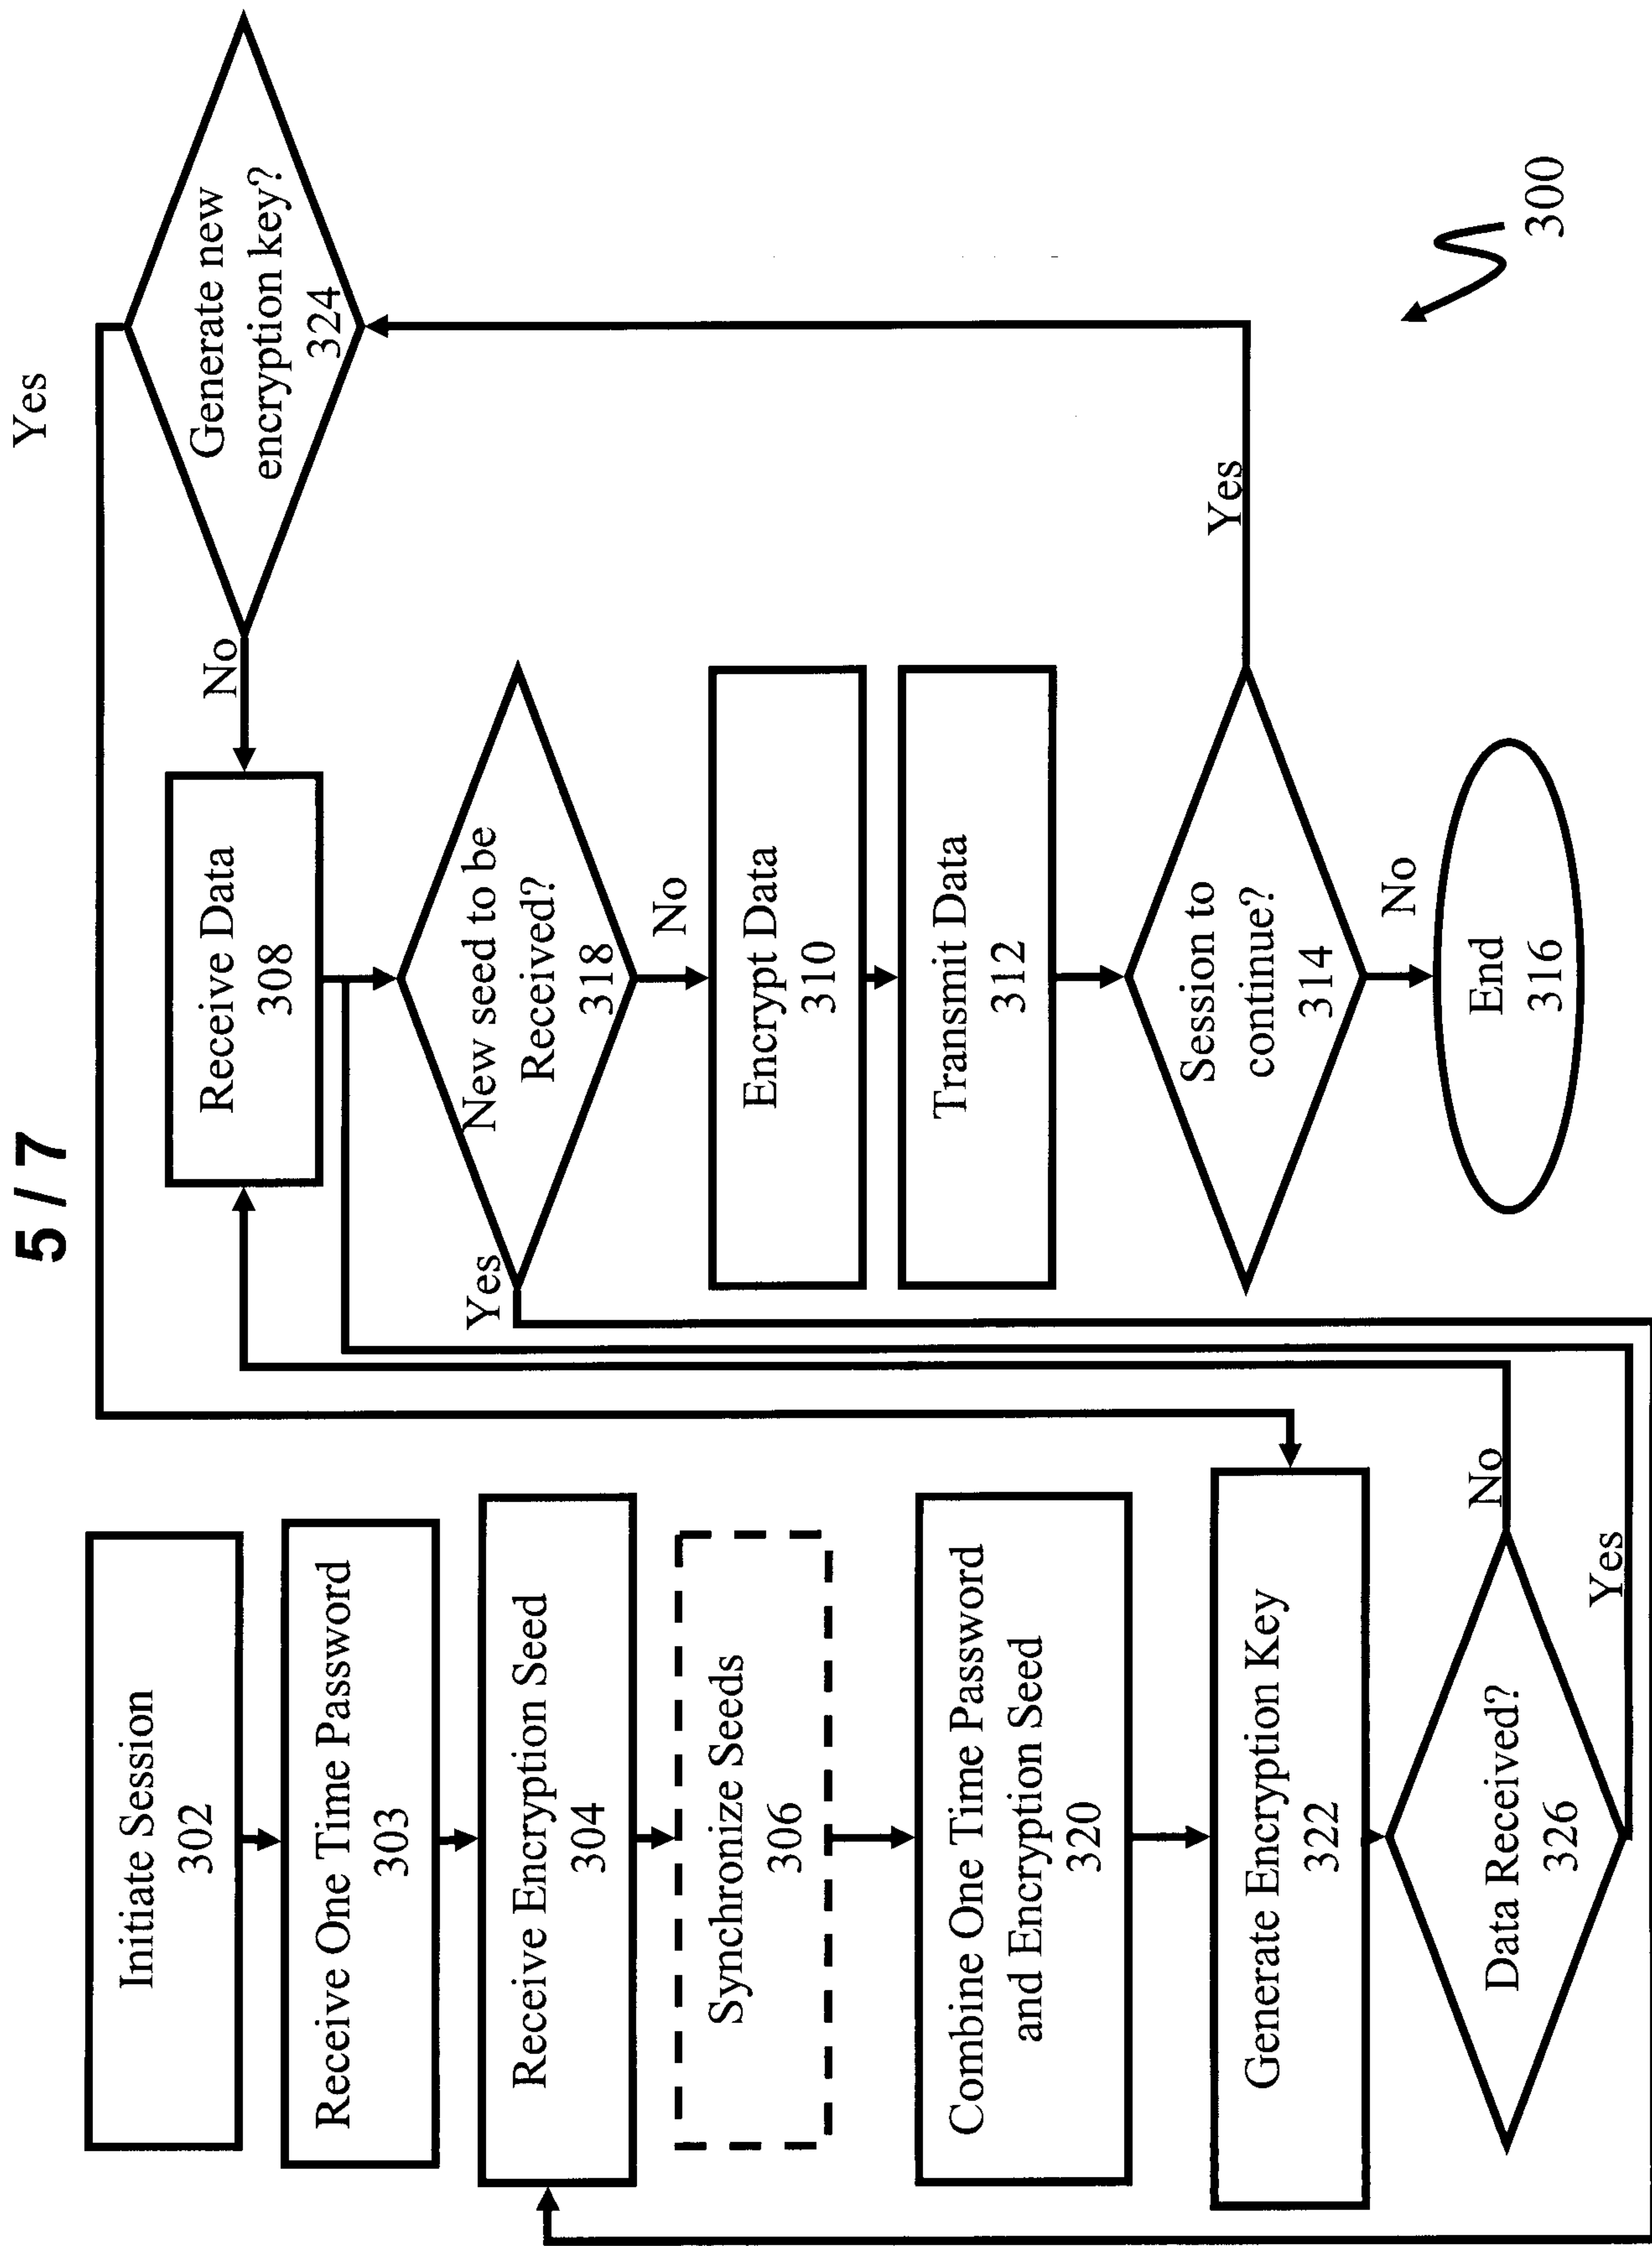 5 / 7
Initiate Session
302
Receive One Time Password
303
Receive Encryption Seed
304
Synchronize Seeds
306
Combine One Time Password
and Encryption Seed
320
Generate Encryption Key
322
Data Received?
326
No
Yes
Receive Data
308
New seed to be
Received?
318
Yes
No
Encrypt Data
310
Transmit Data
312
Session to
continue?
314
Yes
No
End
316
Generate new
encryption key?
324
Yes
No
300